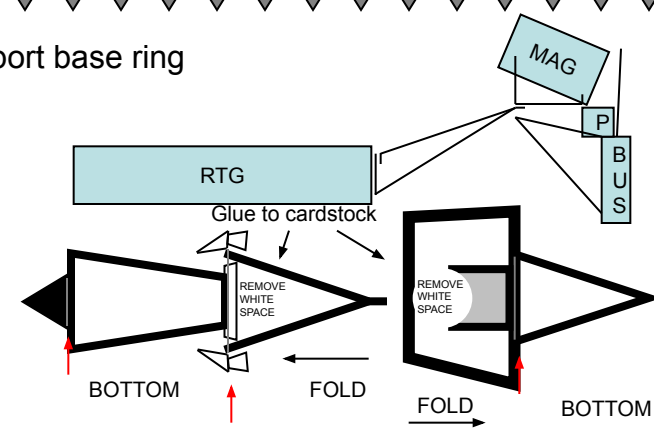 port base ring
MAG
P
B
U
S
RTG
Glue to cardstock
REMOVE
WHITE
SPACE
REMOVE
WHITE
SPACE
BOTTOM
FOLD
FOLD
BOTTOM